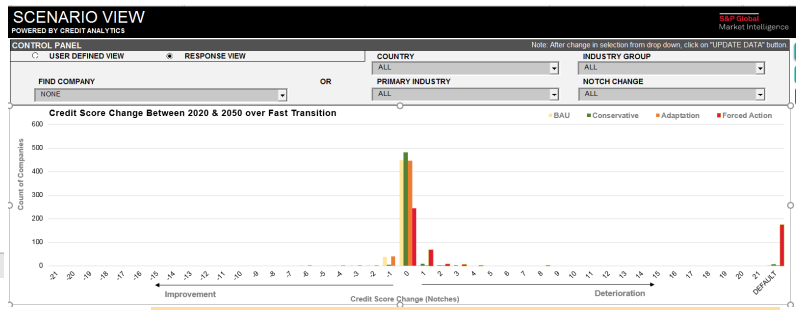 SCENARIO VIEW
POWERED BY CREDIT ANALYTICS
S&P Global
Market Intelligence
CONTROL PANEL
Note: After change in selection from drop down, click on "UPDATE DATA" button.
USER DEFINED VIEW RESPONSE VIEW COUNTRY INDUSTRY GROUP
ALL ALL
FIND COMPANY OR PRIMARY INDUSTRY NOTCH CHANGE
NONE ALL ALL
Credit Score Change Between 2020 & 2050 over Fast Transition
BAU Conservative Adaptation Forced Action
Count of Companies
600
500
400
300
200
100
0
-21 -20 -19 -18 -17 -16 -15 -14 -13 -12 -11 -10 -9 -8 -7 -6 -5 -4 -3 -2 -1 0 1 2 3 4 5 6 7 8 9 10 11 12 13 14 15 16 17 18 19 20 21 DEFAULT
Improvement Deterioration
Credit Score Change (Notches)